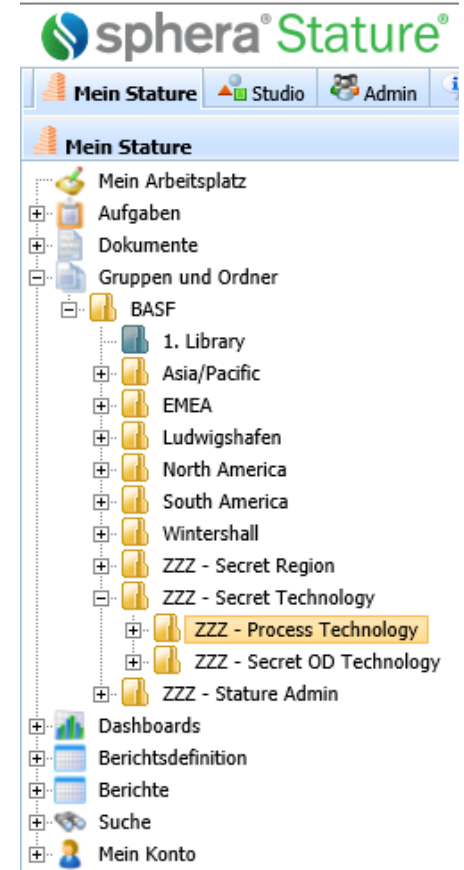 sphera® Stature®
Mein Stature Studio Admin
Mein Stature
Mein Arbeitsplatz
Aufgaben
Dokumente
Gruppen und Ordner
BASF
1. Library
Asia/Pacific
EMEA
Ludwigshafen
North America
South America
Wintershall
ZZZ - Secret Region
ZZZ - Secret Technology
ZZZ - Process Technology
ZZZ - Secret OD Technology
ZZZ - Stature Admin
Dashboards
Berichtsdefinition
Berichte
Suche
Mein Konto